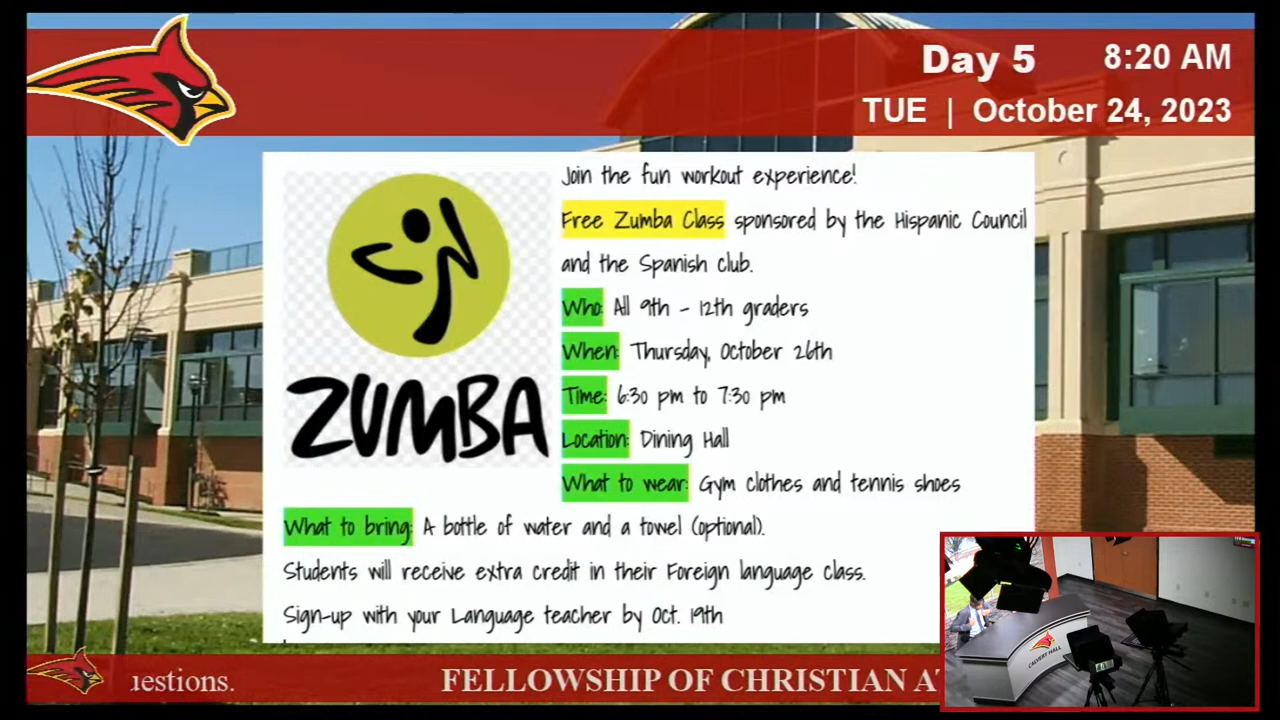 Day 5
8:20 AM
TUE | October 24, 2023
Join the fun workout experience!
Free Zumba Class sponsored by the Hispanic Council
and the Spanish club.
Who: All 9th - 12th graders
When: Thursday, October 26th
Time: 6:30 pm to 7:30 pm
Location: Dining Hall
What to wear: Gym clothes and tennis shoes
ZUMBA
What to bring: A bottle of water and a towel (optional).
Students will receive extra credit in their Foreign language class.
Sign-up with your Language teacher by Oct. 19th
CALVERT HALL
uestions.
FELLOWSHIP OF CHRISTIAN AT